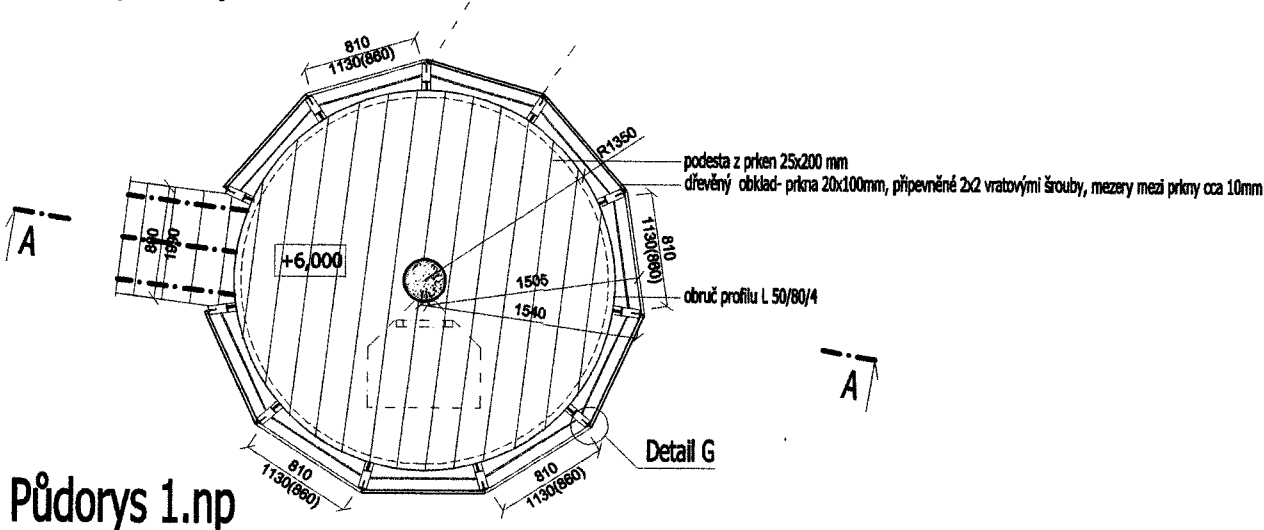 810
1130(860)
R1350
podesta z prken 25x200 mm
dřevěný obklad- prkna 20x100mm, připevněné 2x2 vratovými šrouby, mezery mezi prkny cca 10mm
A
810
1130(860)
+6,000
1505
obruč profilu L 50/80/4
1540
A
Detail G
810
1130(860)
810
1130(860)
Půdorys 1.np